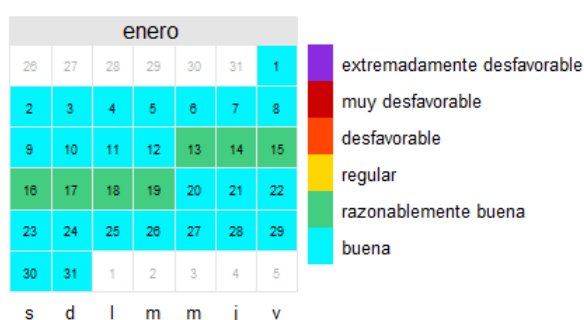 enero
26 27 28 29 30 31 1
2 3 4 5 6 7 8
9 10 11 12 13 14 15
16 17 18 19 20 21 22
23 24 25 26 27 28 29
30 31 1 2 3 4 5
s d l m m j v
extremadamente desfavorable
muy desfavorable
desfavorable
regular
razonablemente buena
buena